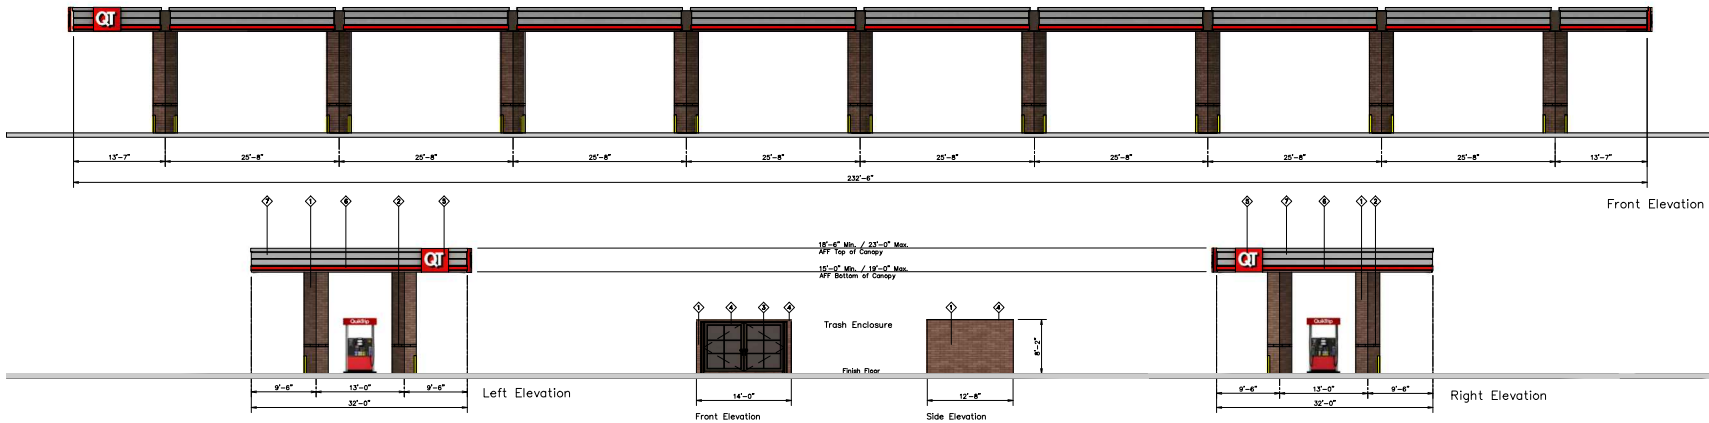 QT
13'-7" 25'-8" 25'-8" 25'-8" 25'-8" 25'-8" 25'-8" 25'-8" 25'-8" 13'-7"
232'-6"
Front Elevation
7 1 6 2 5
8 7 6 1 2
18'-6" Min. / 23'-0" Max.
AFF Top of Canopy
QT
QT
15'-0" Min. / 19'-0" Max.
AFF Bottom of Canopy
1 4 3 4
1 4
QuikTrip
Trash Enclosure
QuikTrip
8'-2"
Finish Floor
9'-6" 13'-0" 9'-6"
Left Elevation
32'-0"
14'-0"
Front Elevation
12'-8"
Side Elevation
9'-6" 13'-0" 9'-6"
Right Elevation
32'-0"